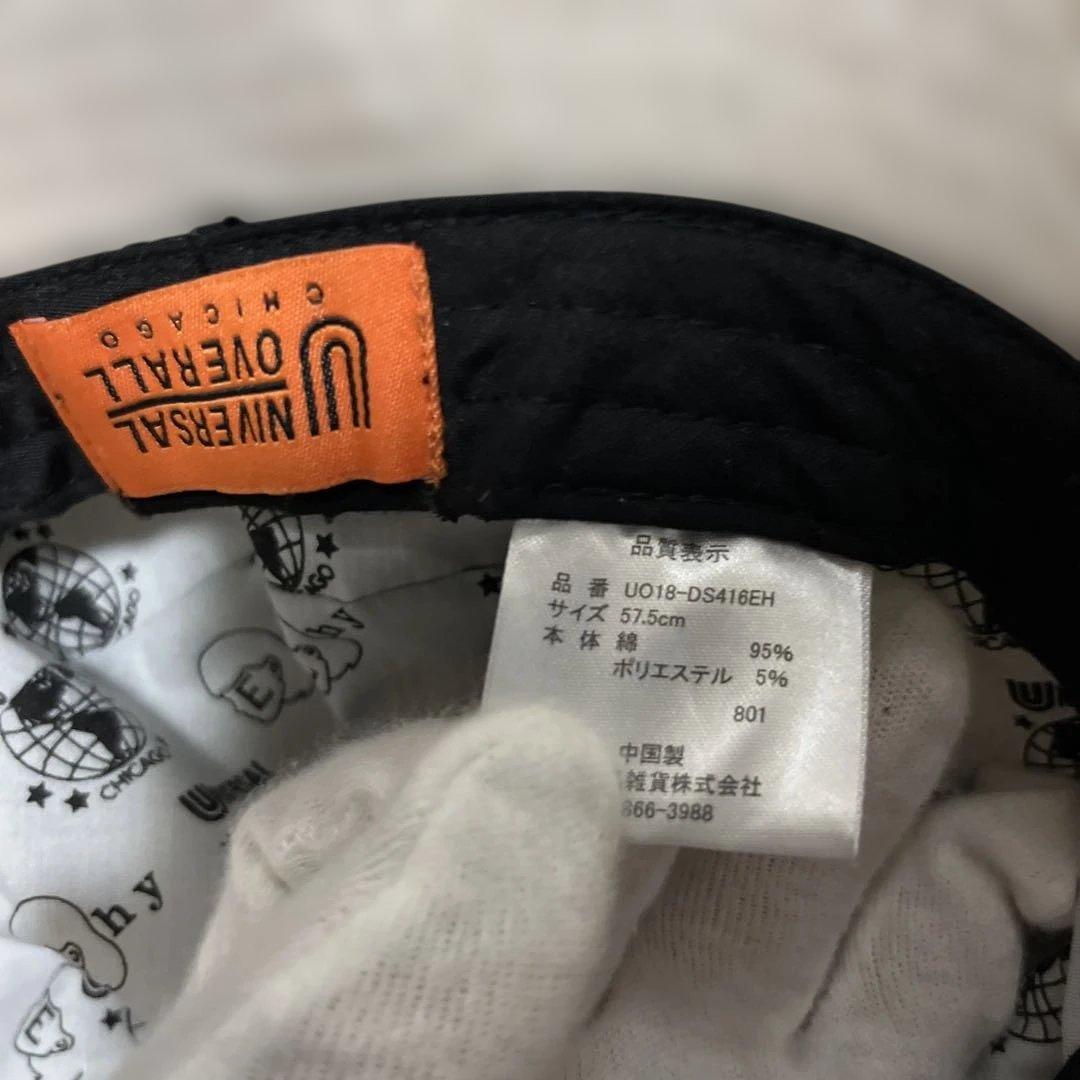 UNIVERSAL
OVERALL
CHICAGO
品質表示
品 番 UO18-DS416EH
サイズ 57.5cm
本 体 綿 95%
ポリエステル 5%
801
中国製
雑貨株式会社
866-3988
CHICAGO
hy
E
hy
E